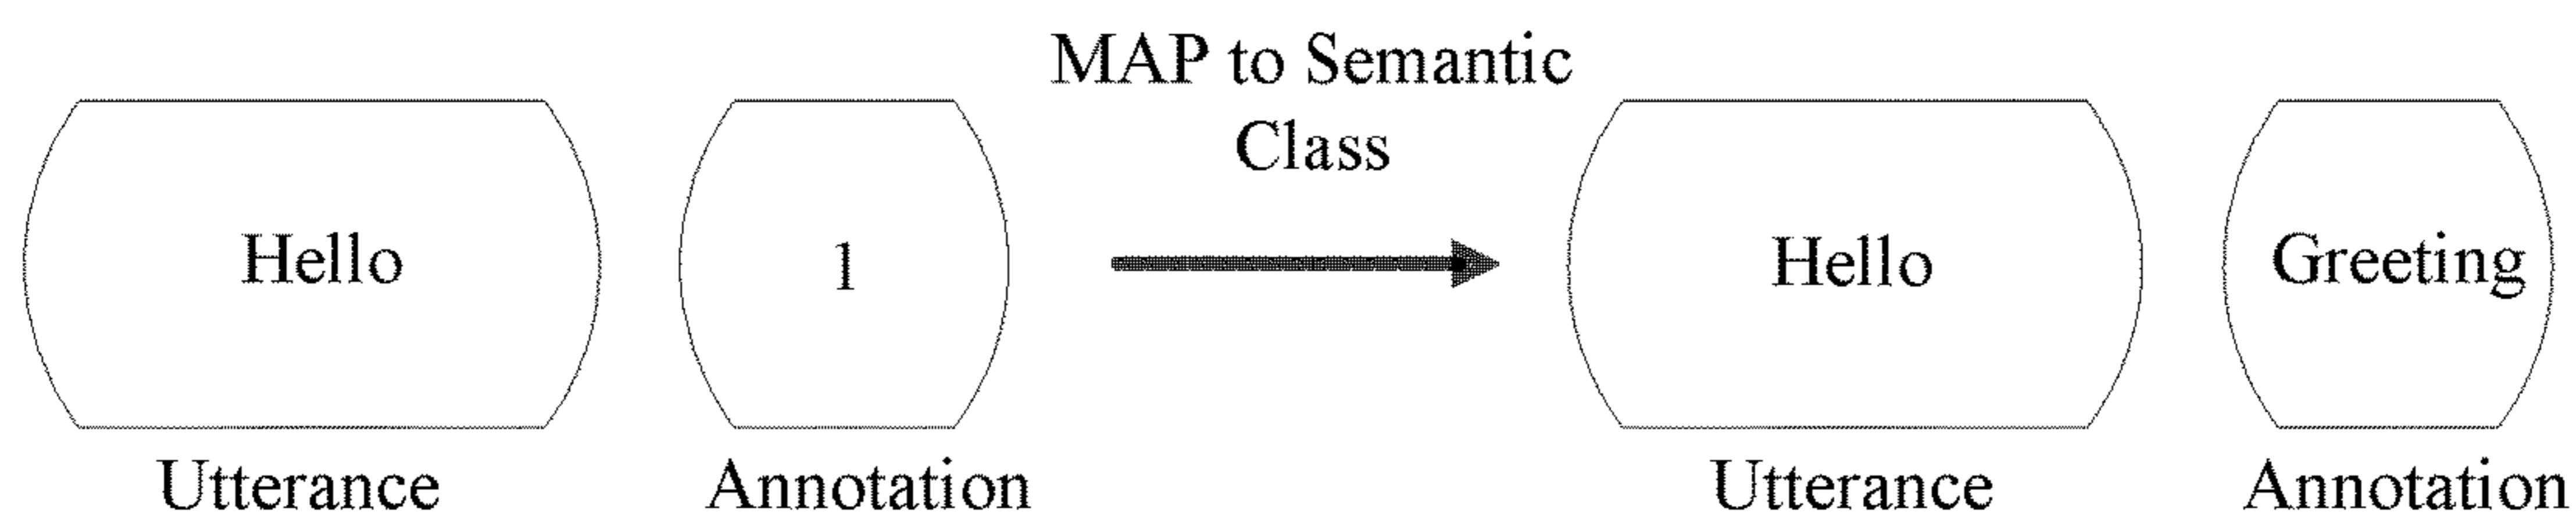 MAP to Semantic
Class
Hello
1
Hello
Greeting
Utterance
Annotation
Utterance
Annotation